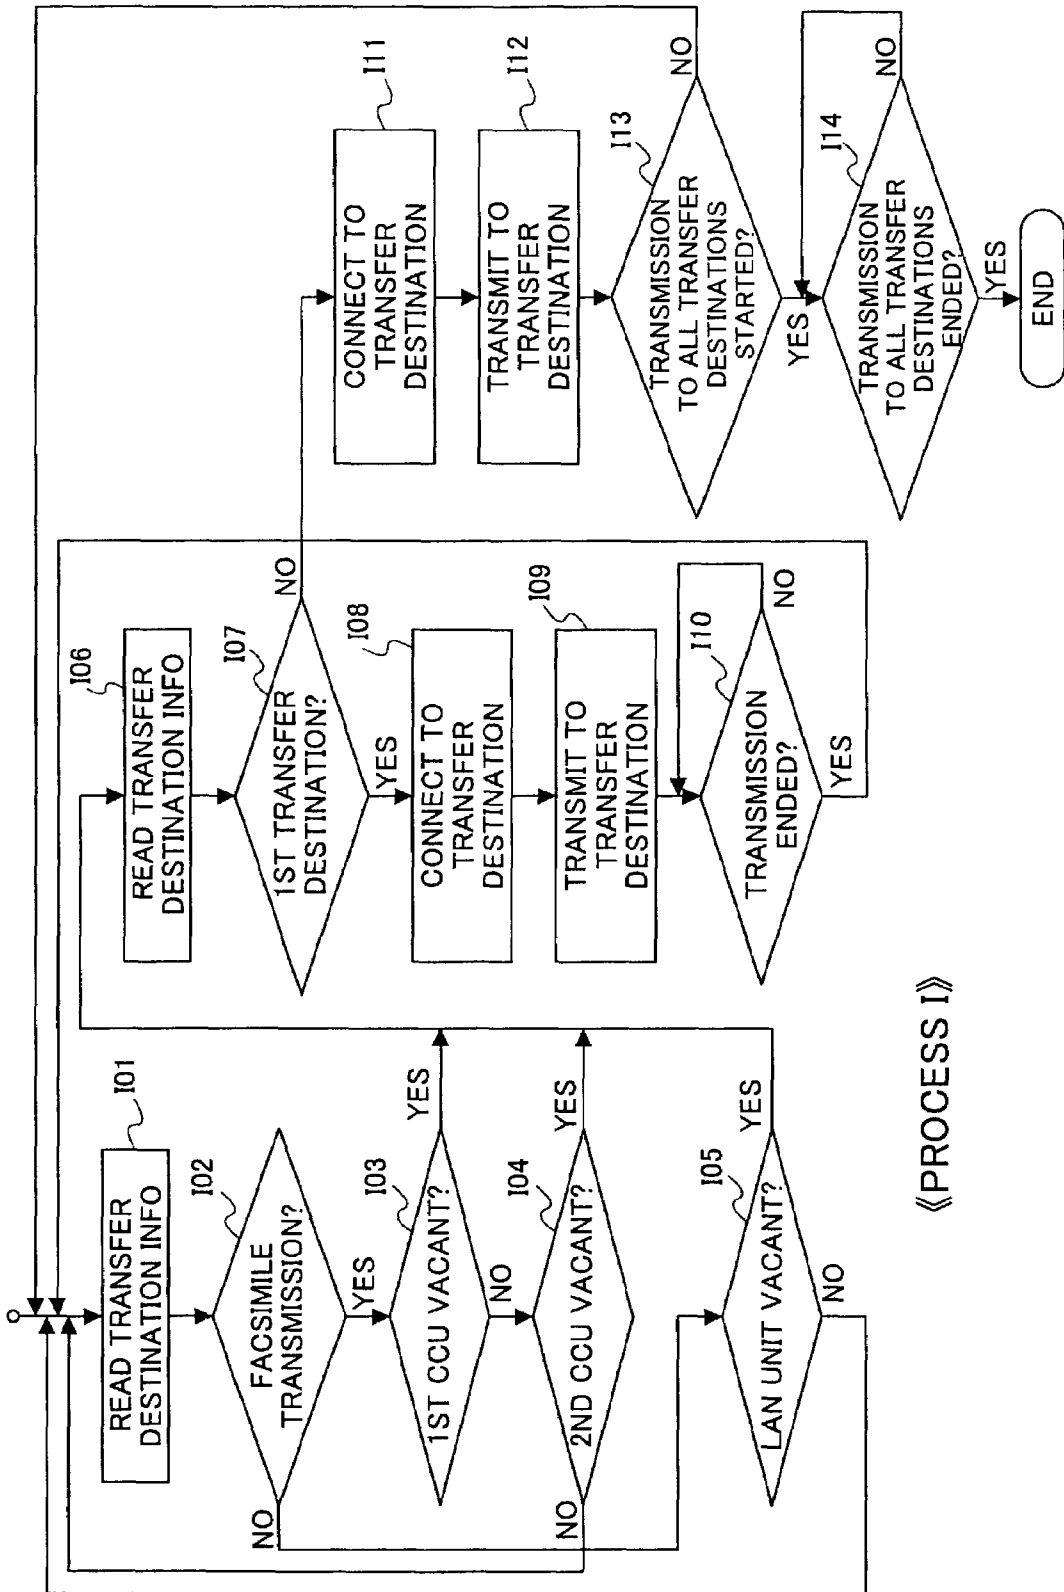 I01
READ TRANSFER
DESTINATION INFO
I02
FACSIMILE
TRANSMISSION?
YES
NO
I03
1ST CCU VACANT?
YES
NO
I04
2ND CCU VACANT?
YES
NO
I05
LAN UNIT VACANT?
YES
NO
I06
READ TRANSFER
DESTINATION INFO
I07
1ST TRANSFER
DESTINATION?
NO
YES
I08
CONNECT TO
TRANSFER
DESTINATION
I09
TRANSMIT TO
TRANSFER
DESTINATION
I10
TRANSMISSION
ENDED?
NO
YES
I11
CONNECT TO
TRANSFER
DESTINATION
I12
TRANSMIT TO
TRANSFER
DESTINATION
I13
TRANSMISSION
TO ALL TRANSFER
DESTINATIONS
STARTED?
NO
YES
I14
TRANSMISSION
TO ALL TRANSFER
DESTINATIONS
ENDED?
NO
YES
END
《PROCESS I》